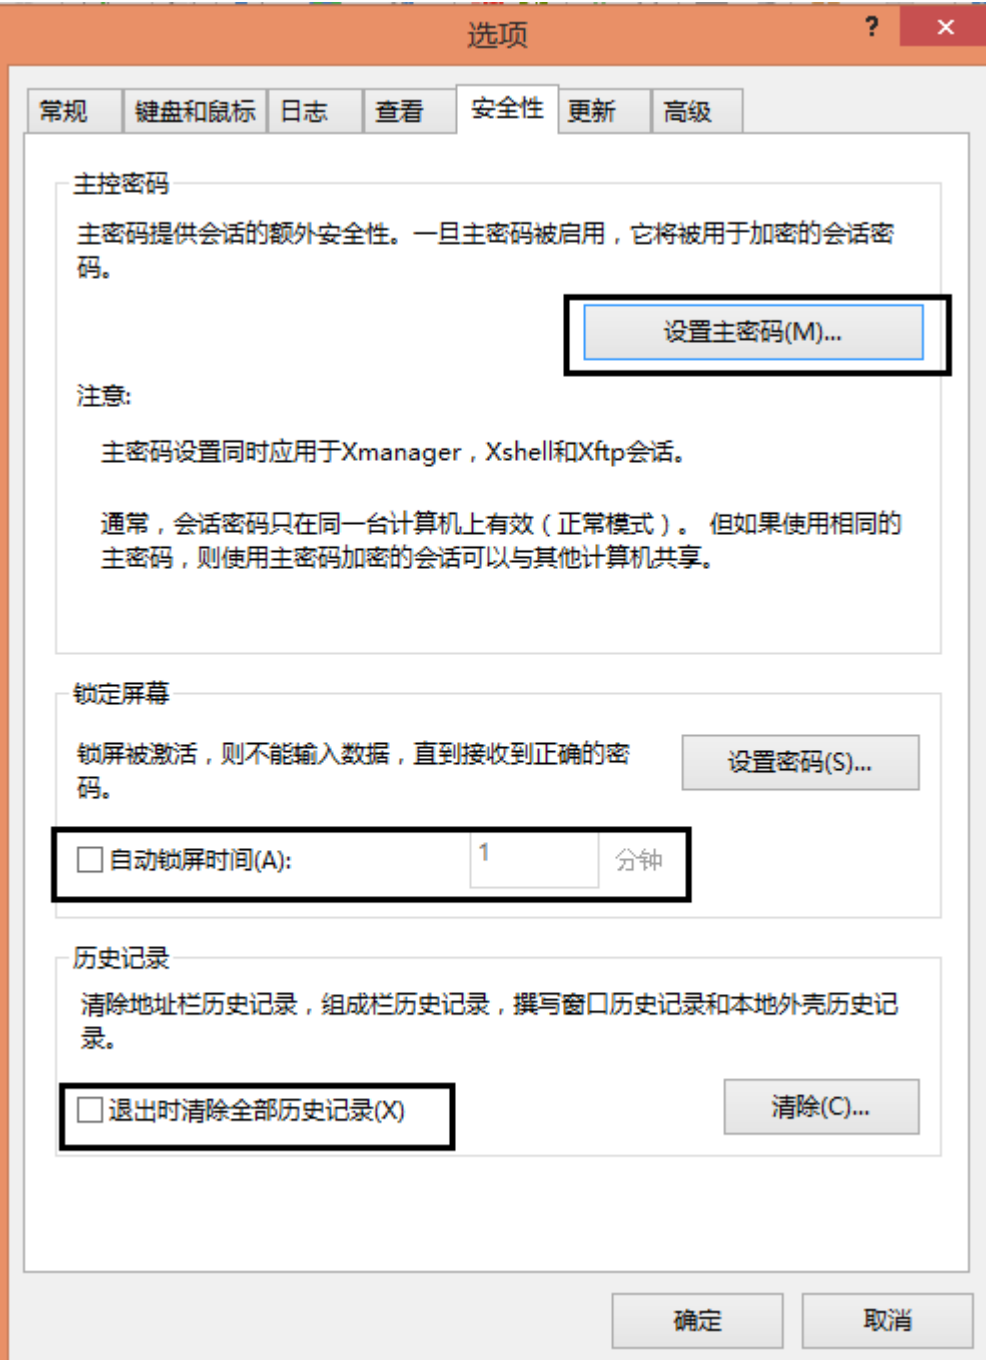 选项
?
×
常规 键盘和鼠标 日志 查看 安全性 更新 高级
主控密码
主密码提供会话的额外安全性。一旦主密码被启用，它将被用于加密的会话密
码。
设置主密码(M)...
注意:
主密码设置同时应用于Xmanager，Xshell和Xftp会话。
通常，会话密码只在同一台计算机上有效（正常模式）。 但如果使用相同的
主密码，则使用主密码加密的会话可以与其他计算机共享。
锁定屏幕
锁屏被激活，则不能输入数据，直到接收到正确的密
码。
设置密码(S)...
自动锁屏时间(A): 1 分钟
历史记录
清除地址栏历史记录，组成栏历史记录，撰写窗口历史记录和本地外壳历史记
录。
退出时清除全部历史记录(X)
清除(C)...
确定 取消